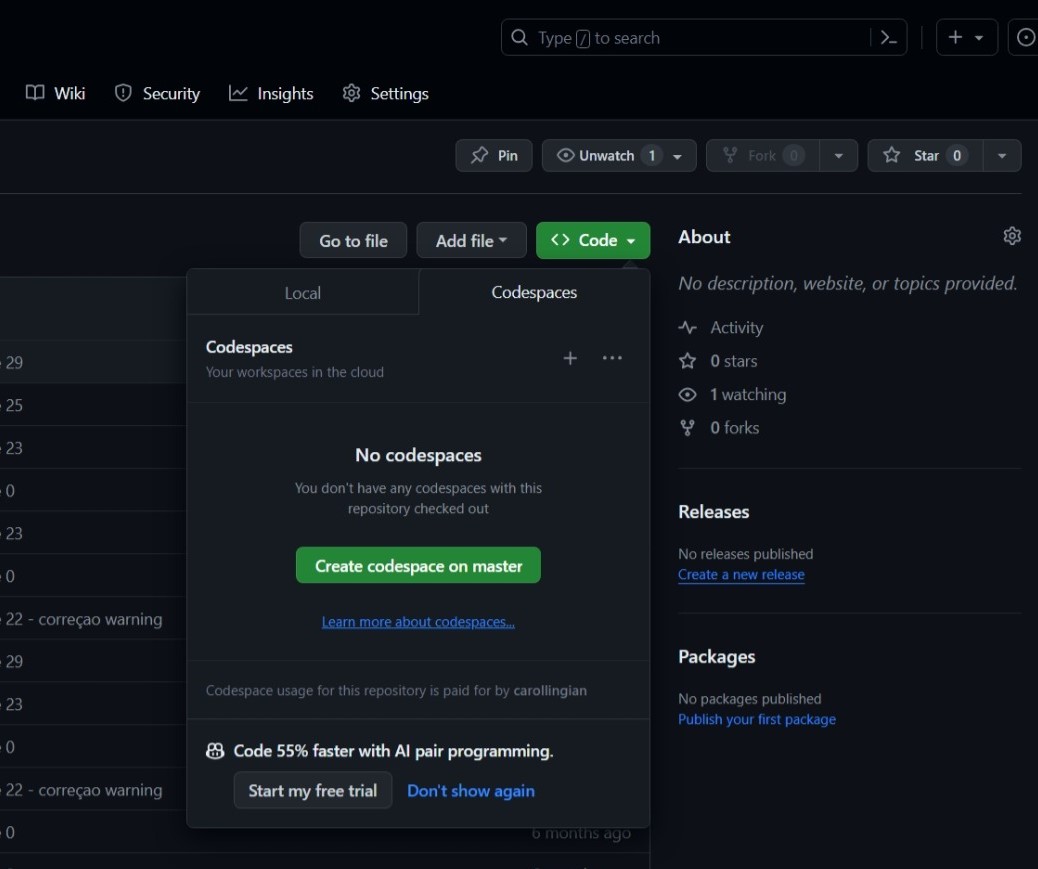 Type / to search
Wiki Security Insights Settings
Pin Unwatch 1 Fork 0 Star 0
Go to file Add file Code
About
No description, website, or topics provided.
Activity
0 stars
1 watching
0 forks
Releases
No releases published
Create a new release
Packages
No packages published
Publish your first package
Local Codespaces
Codespaces
Your workspaces in the cloud
No codespaces
You don't have any codespaces with this
repository checked out
Create codespace on master
Learn more about codespaces...
Codespace usage for this repository is paid for by carollingian
Code 55% faster with AI pair programming.
Start my free trial Don't show again
29
25
23
0
23
0
22 - correçao warning
29
23
0
22 - correçao warning
0
6 months ago